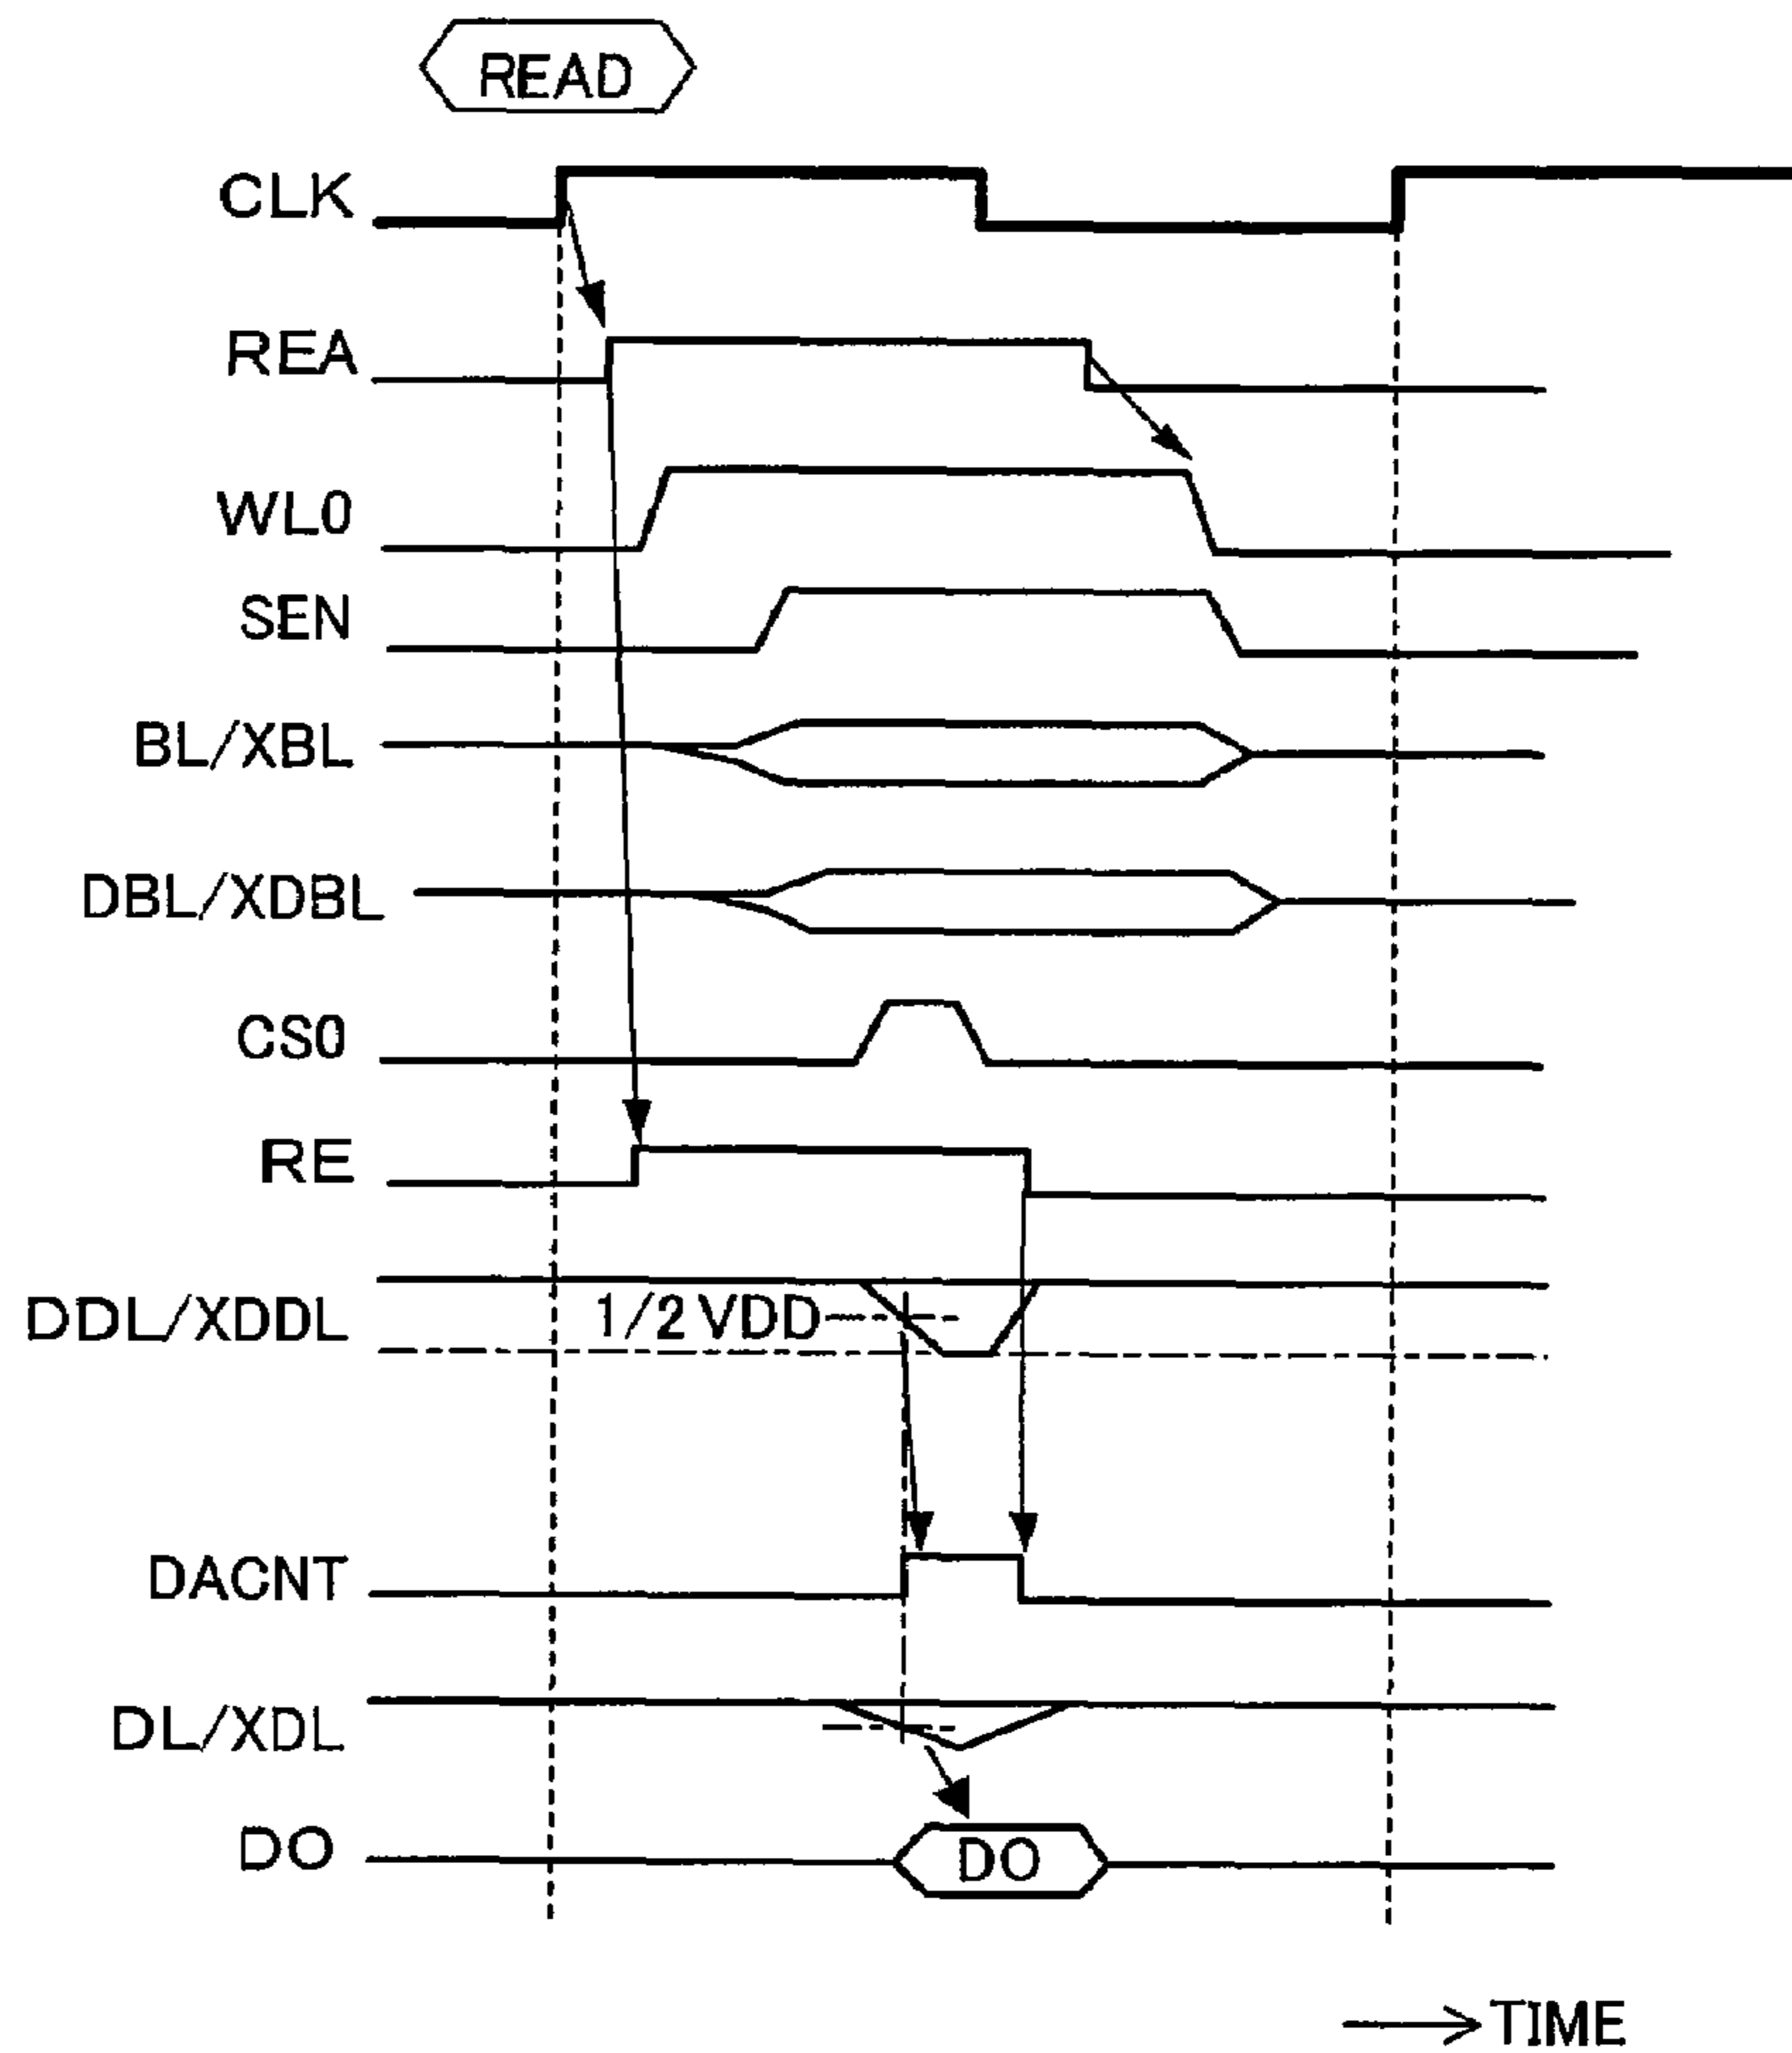 READ
CLK
REA
WL0
SEN
BL/XBL
DBL/XDBL
CS0
RE
DDL/XDDL
1/2 VDD
DACNT
DL/XDL
DO
DO
TIME